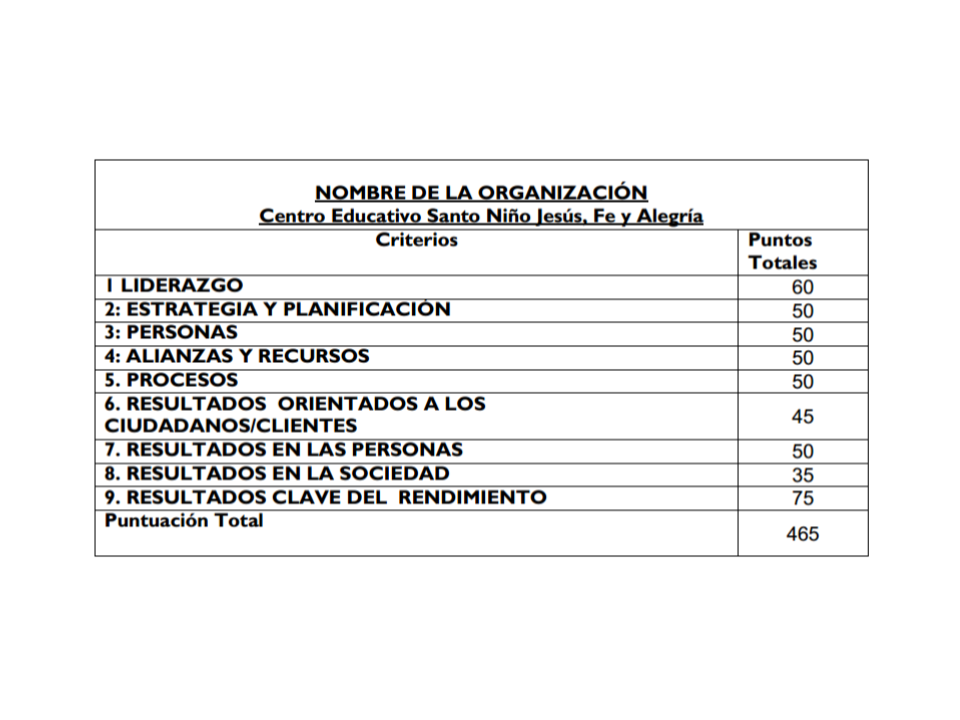 NOMBRE DE LA ORGANIZACIÓN
Centro Educativo Santo Niño Jesús, Fe y Alegría
Criterios
Puntos
Totales
1 LIDERAZGO
60
2: ESTRATEGIA Y PLANIFICACIÓN
50
3: PERSONAS
50
4: ALIANZAS Y RECURSOS
50
5. PROCESOS
50
6. RESULTADOS ORIENTADOS A LOS
CIUDADANOS/CLIENTES
45
7. RESULTADOS EN LAS PERSONAS
50
8. RESULTADOS EN LA SOCIEDAD
35
9. RESULTADOS CLAVE DEL RENDIMIENTO
75
Puntuación Total
465